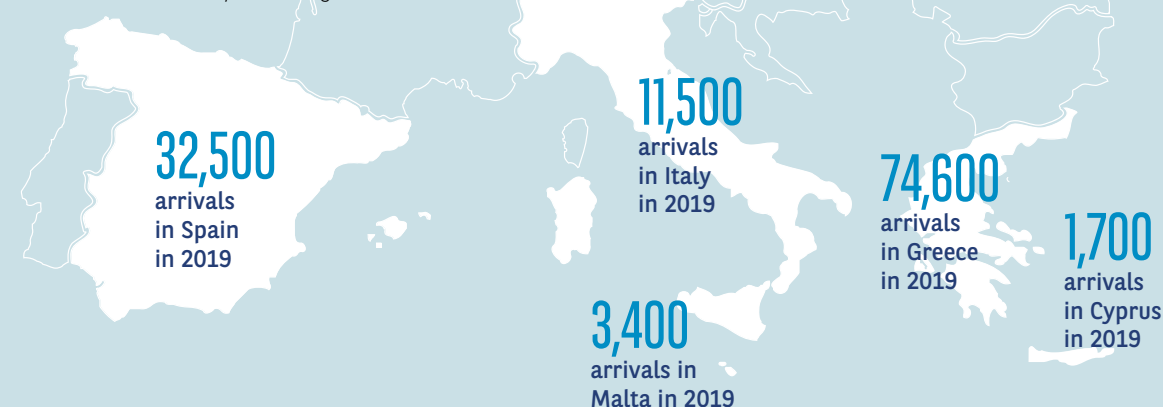 32,500
arrivals
in Spain
in 2019
11,500
arrivals
in Italy
in 2019
3,400
arrivals in
Malta in 2019
74,600
arrivals
in Greece
in 2019
1,700
arrivals
in Cyprus
in 2019